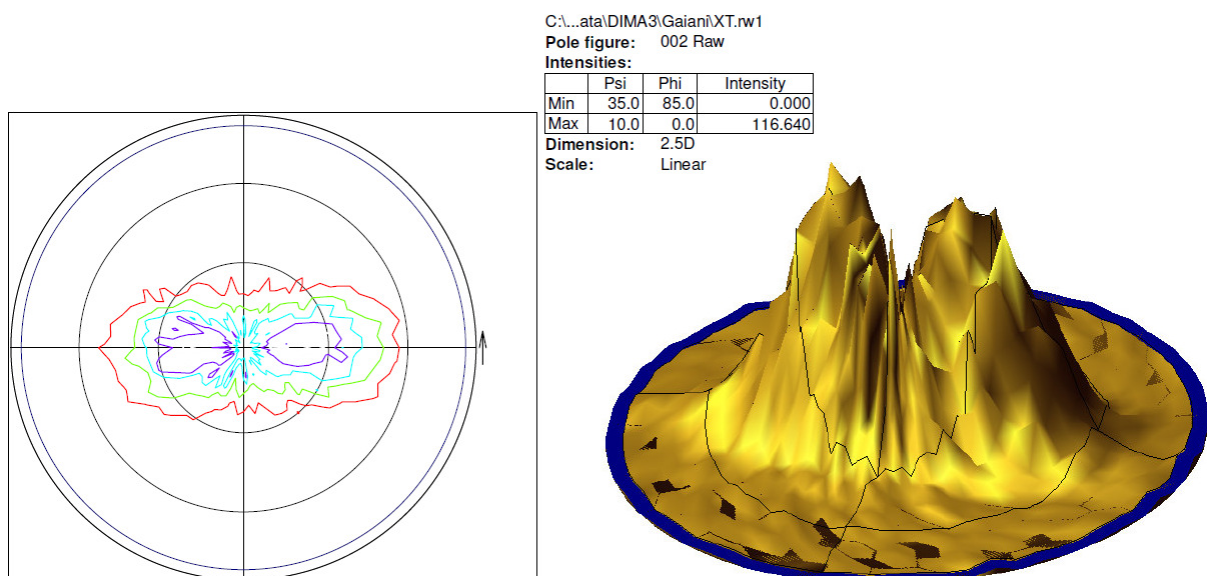 C:\...ata\DIMA3\Gaiani\XT.rw1
Pole figure: 002 Raw
Intensities:
Psi Phi Intensity
Min 35.0 85.0 0.000
Max 10.0 0.0 116.640
Dimension: 2.5D
Scale: Linear